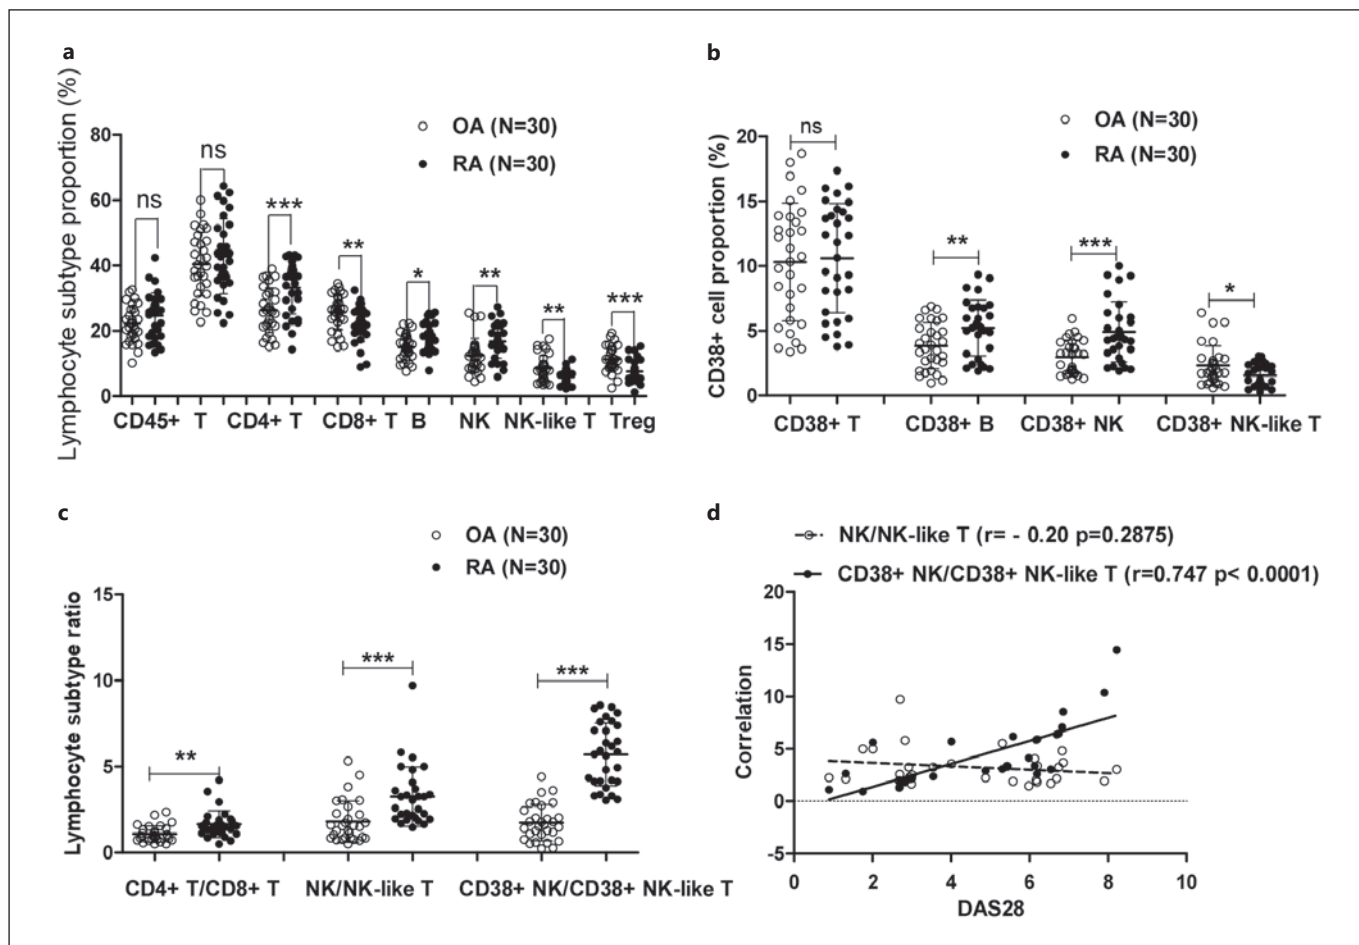 a
Lymphocyte subtype proportion (%)
OA (N=30)
RA (N=30)
80
60
40
20
0
ns
ns
***
**
*
**
**
***
CD45+ T CD4+ T CD8+ T B NK NK-like T Treg
b
CD38+ cell proportion (%)
OA (N=30)
RA (N=30)
20
15
10
5
0
ns
**
***
*
CD38+ T CD38+ B CD38+ NK CD38+ NK-like T
c
Lymphocyte subtype ratio
OA (N=30)
RA (N=30)
15
10
5
0
**
***
***
CD4+ T/CD8+ T NK/NK-like T CD38+ NK/CD38+ NK-like T
d
NK/NK-like T (r= - 0.20 p=0.2875)
CD38+ NK/CD38+ NK-like T (r=0.747 p< 0.0001)
Correlation
20
15
10
5
0
-5
0 2 4 6 8 10
DAS28